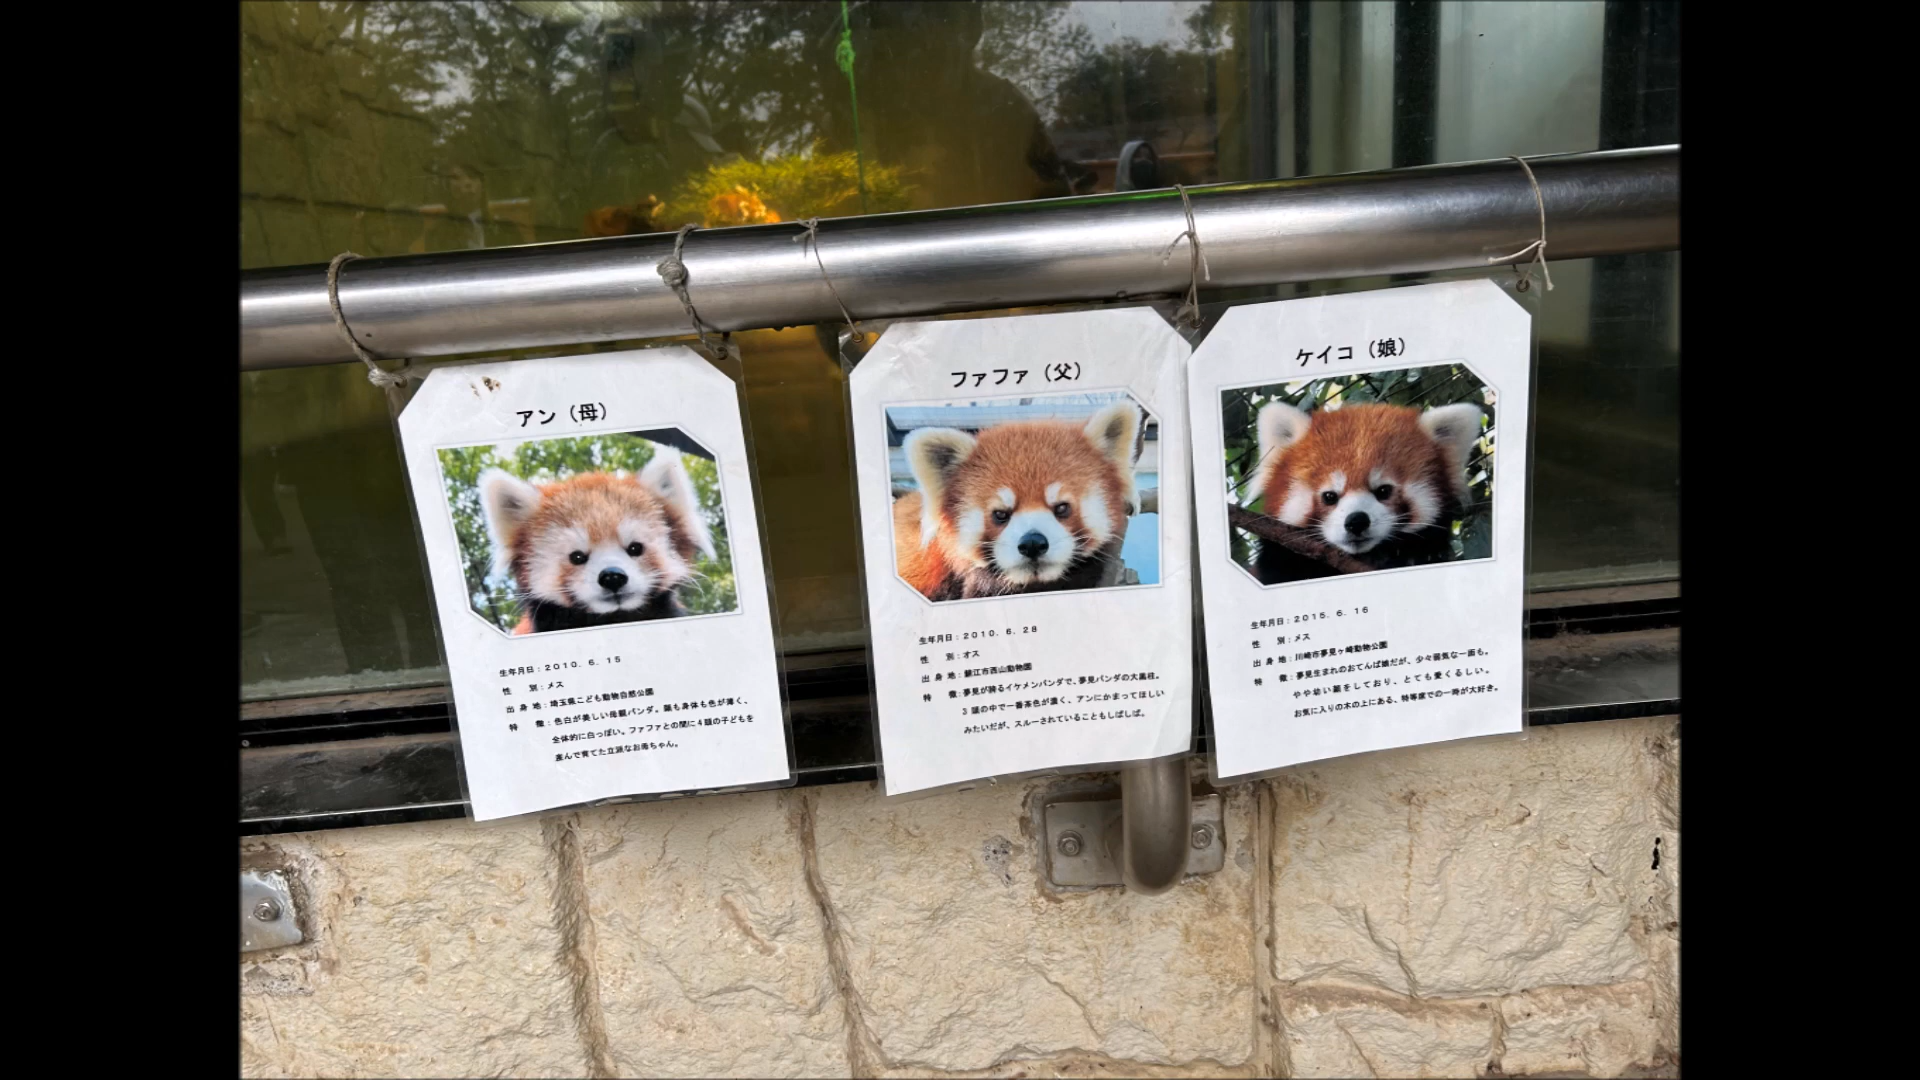 アン（母）
生年月日：２０１０．６．１５
性　　別：メス
出 身 地：埼玉県こども動物自然公園
特　　徴：色白が美しい母親パンダ。顔も身体も色が薄く、
全体的に白っぽい。ファファとの間に４頭の子どもを
産んで育てた立派なお母ちゃん。
ファファ（父）
生年月日：２０１０．６．２８
性　　別：オス
出 身 地：鯖江市西山動物園
特　　徴：夢見が誇るイケメンパンダで、夢見パンダの大黒柱。
３頭の中で一番茶色が濃く、アンにかまってほしい
みたいだが、スルーされていることもしばしば。
ケイコ（娘）
生年月日：２０１５．６．１６
性　　別：メス
出 身 地：川崎市夢見ヶ崎動物公園
特　　徴：夢見生まれのおてんば娘だが、少々弱気な一面も。
やや幼い顔をしており、とても愛くるしい。
お気に入りの木の上にある、特等席での一時が大好き。